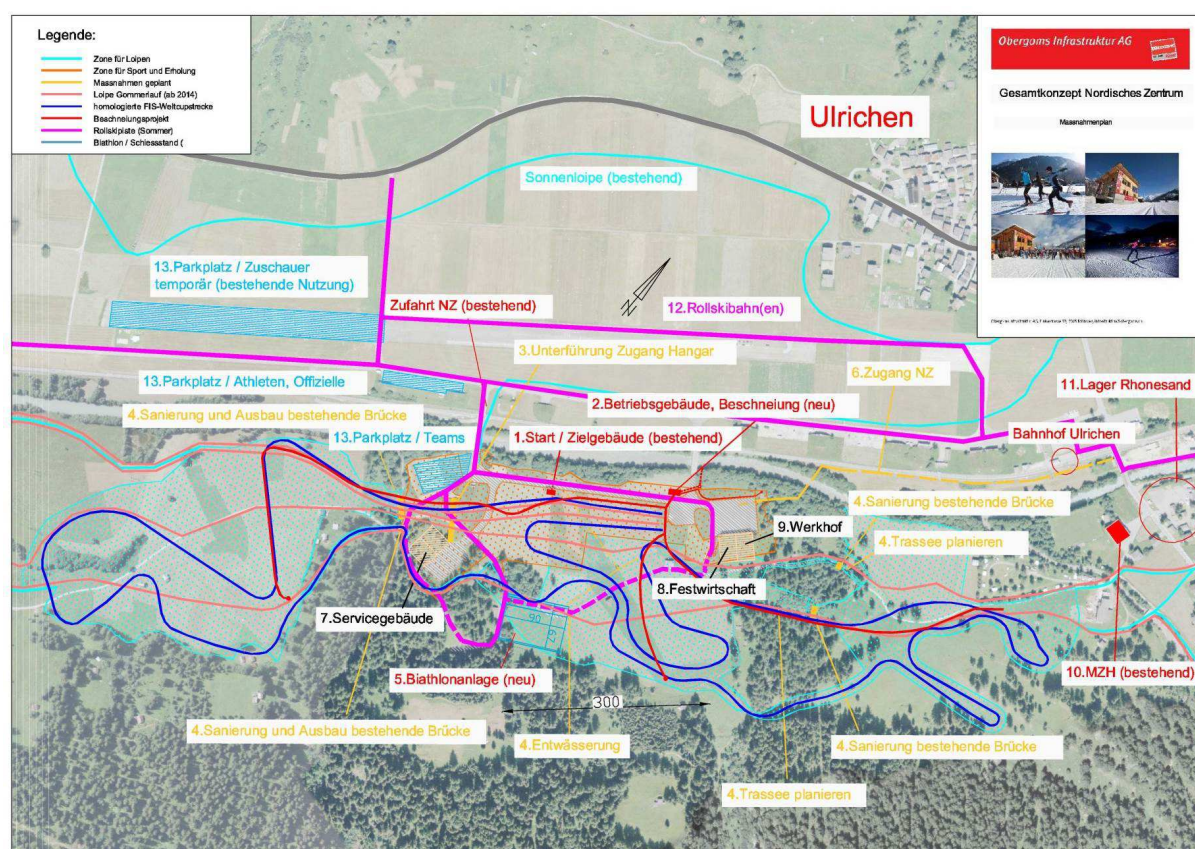 Legende:
Zone für Loipen
Zone für Sport und Erholung
Massnahmen geplant
Loipe Gommerlauf (ab 2014)
homologierte FIS-Weltcupstrecke
Beschneiungsprojekt
Rollskipiste (Sommer)
Biathlon / Schiessstand (
Obergoms Infrastruktur AG
Gesamtkonzept Nordisches Zentrum
Massnahmenplan
Ulrichen
Sonnenloipe (bestehend)
13.Parkplatz / Zuschauer
temporär (bestehende Nutzung)
Zufahrt NZ (bestehend)
N
12.Rollskibahn(en)
3.Unterführung Zugang Hangar
6.Zugang NZ
13.Parkplatz / Athleten, Offizielle
11.Lager Rhonesand
4.Sanierung und Ausbau bestehende Brücke
2.Betriebsgebäude, Beschneiung (neu)
13.Parkplatz / Teams
1.Start / Zielgebäude (bestehend)
Bahnhof Ulrichen
4.Sanierung bestehende Brücke
9.Werkhof
4.Trassee planieren
8.Festwirtschaft
7.Servicegebäude
5.Biathlonanlage (neu)
10.MZH (bestehend)
300
4.Sanierung und Ausbau bestehende Brücke
4.Entwässerung
4.Sanierung bestehende Brücke
4.Trassee planieren